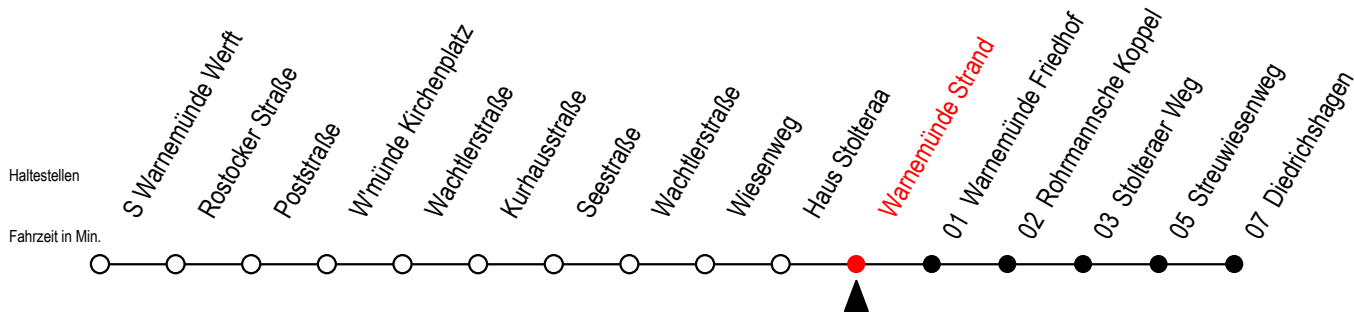 Haltestellen
Fahrzeit in Min.
S Warnemünde Werft
Rostocker Straße
Poststraße
W'münde Kirchenplatz
Wachtlerstraße
Kurhausstraße
Seestraße
Wachtlerstraße
Wiesenweg
Haus Stolteraa
Warnemünde Strand
01 Warnemünde Friedhof
02 Rohrmannsche Koppel
03 Stolteraer Weg
05 Streuwiesenweg
07 Diedrichshagen